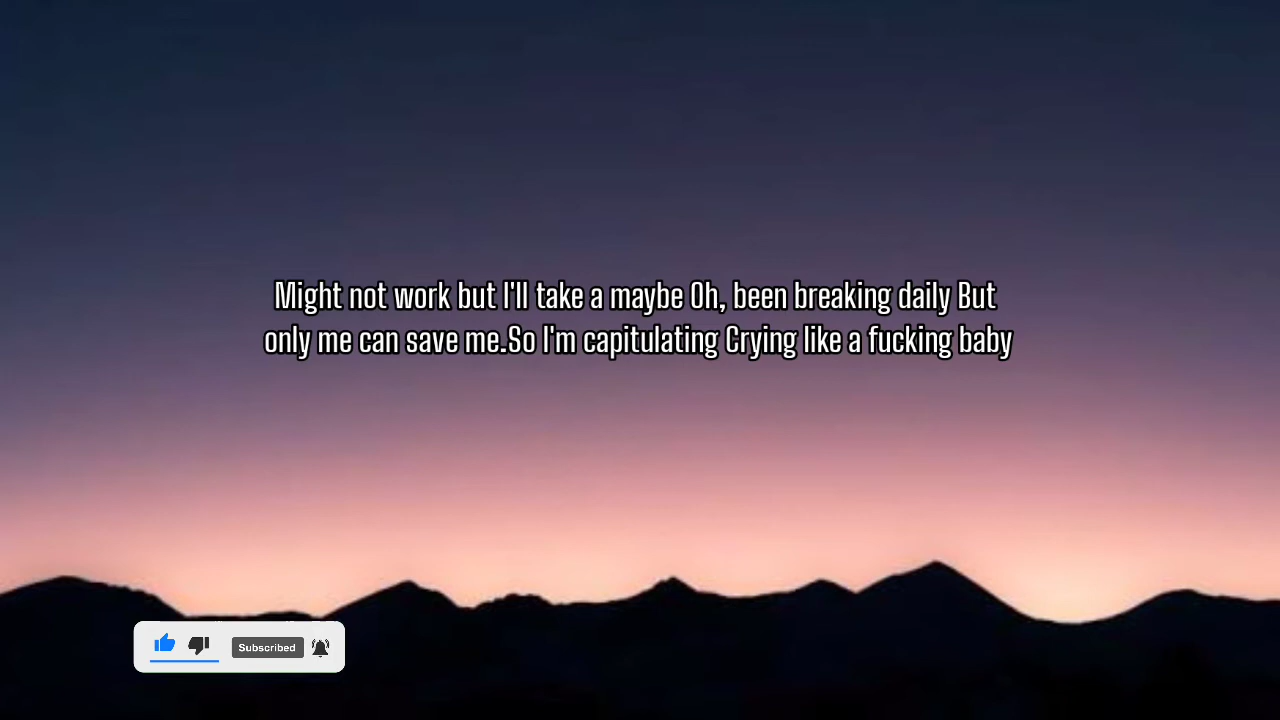 Might not work but I'll take a maybe Oh, been breaking daily But
only me can save me.So I'm capitulating Crying like a fucking baby
Subscribed